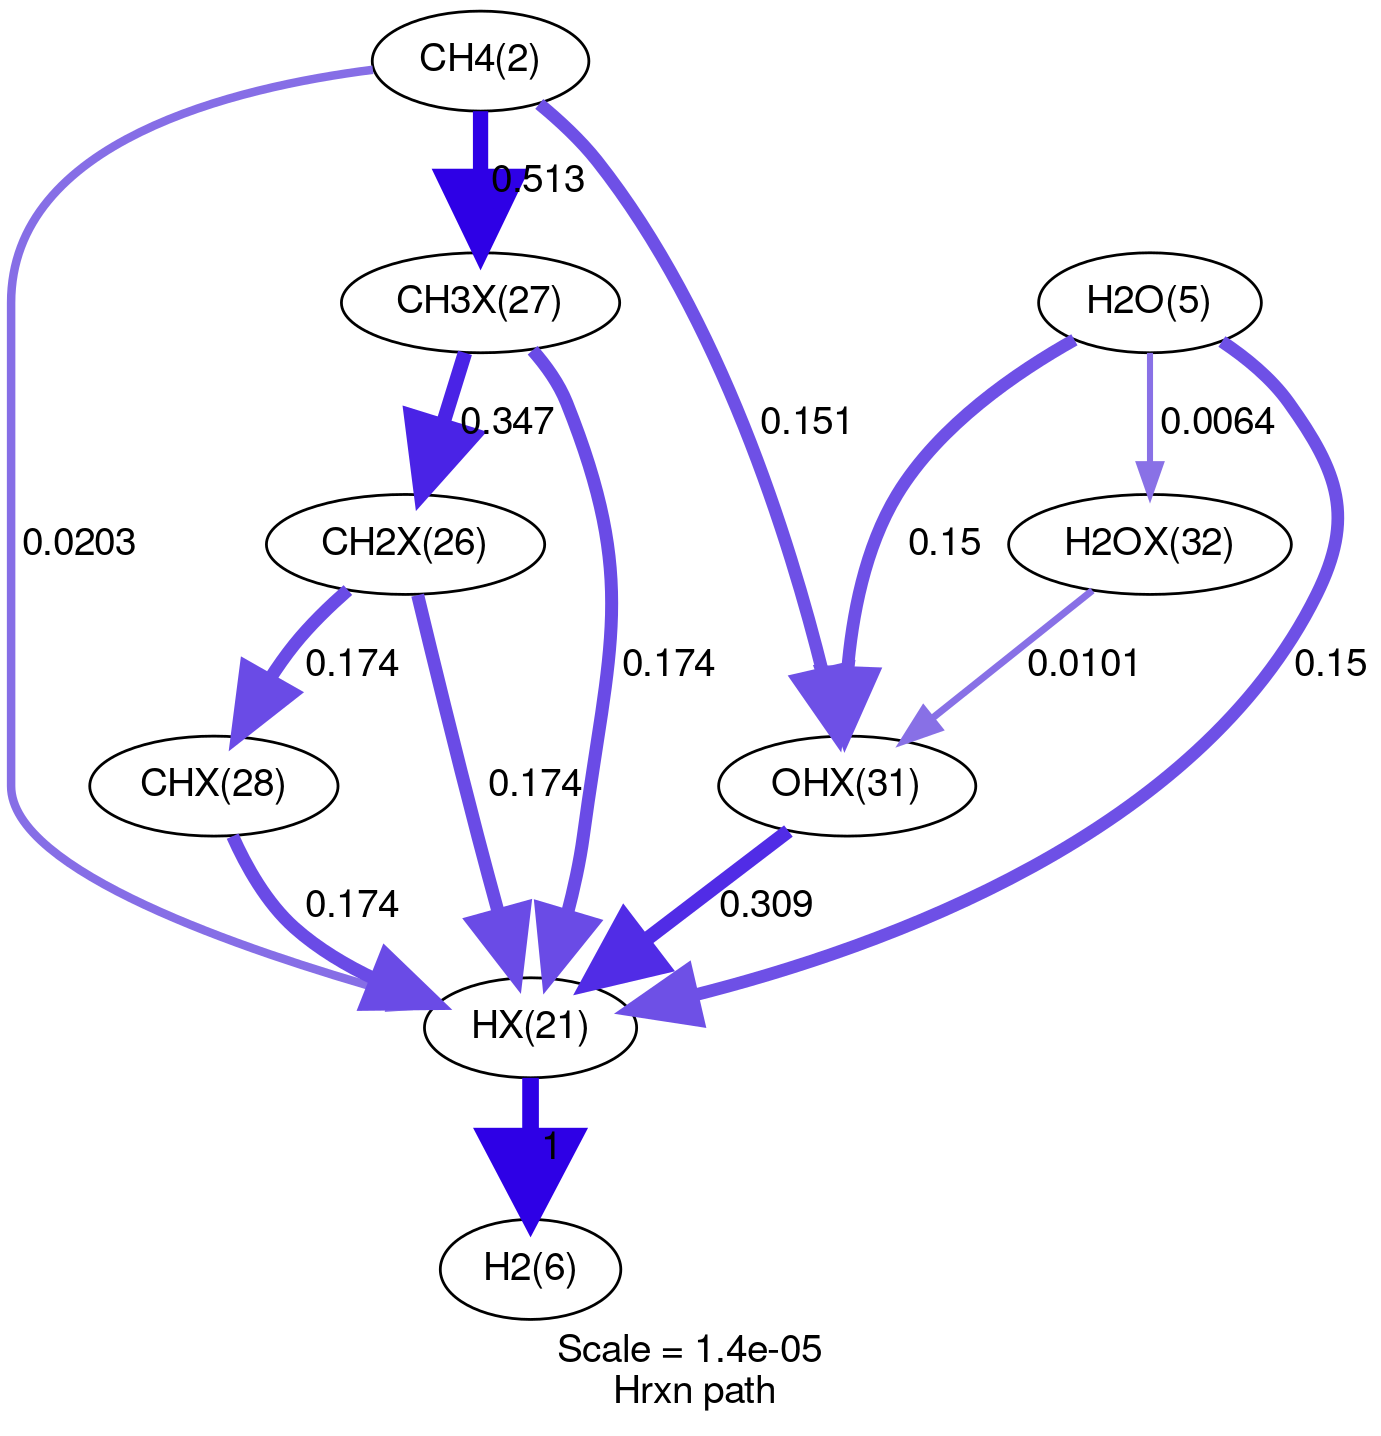 CH4(2)
0.513
CH3X(27)
H2O(5)
0.347
0.151
0.0064
0.0203
CH2X(26)
0.15
H2OX(32)
0.174
0.174
0.0101
0.15
CHX(28)
0.174
OHX(31)
0.174
0.309
HX(21)
1
H2(6)
Scale = 1.4e-05
Hrxn path